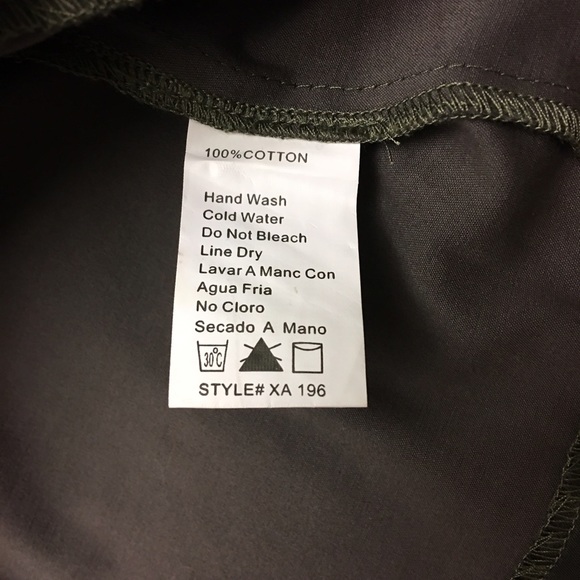 100%COTTON
Hand Wash
Cold Water
Do Not Bleach
Line Dry
Lavar A Manc Con
Agua Fria
No Cloro
Secado A Mano
30°C
STYLE# XA 196